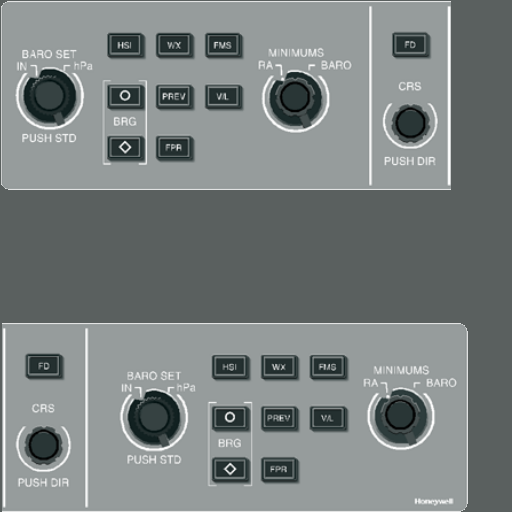 HSI WX FMS FD
BARO SET MINIMUMS
IN hPa RA BARO
CRS
PREV V/L
BRG
PUSH STD
FPR PUSH DIR
FD HSI WX FMS
BARO SET MINIMUMS
IN hPa RA BARO
CRS
PREV V/L
BRG
PUSH STD
FPR
PUSH DIR
Honeywell